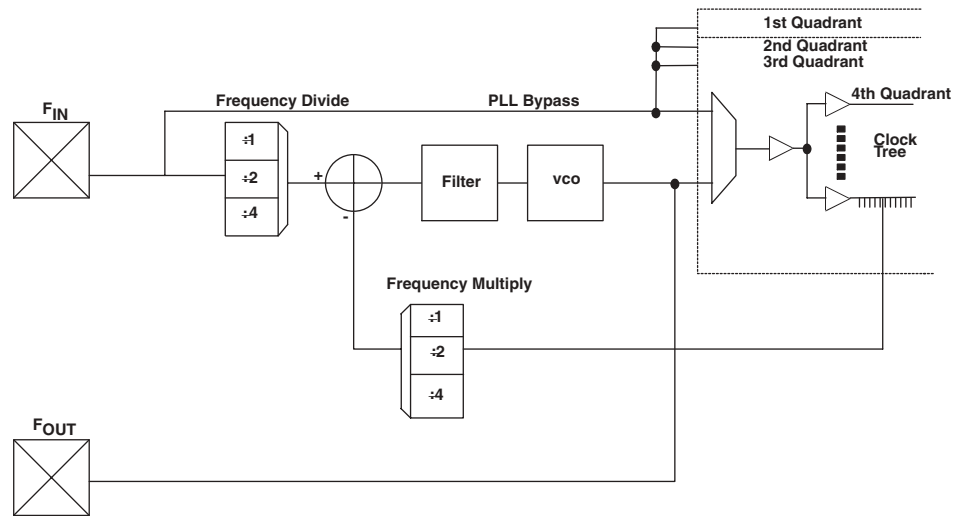 1st Quadrant
2nd Quadrant
3rd Quadrant
FIN
Frequency Divide
PLL Bypass
4th Quadrant
÷1
÷2
÷4
+
-
Filter
vco
Clock
Tree
Frequency Multiply
÷1
÷2
÷4
FOUT